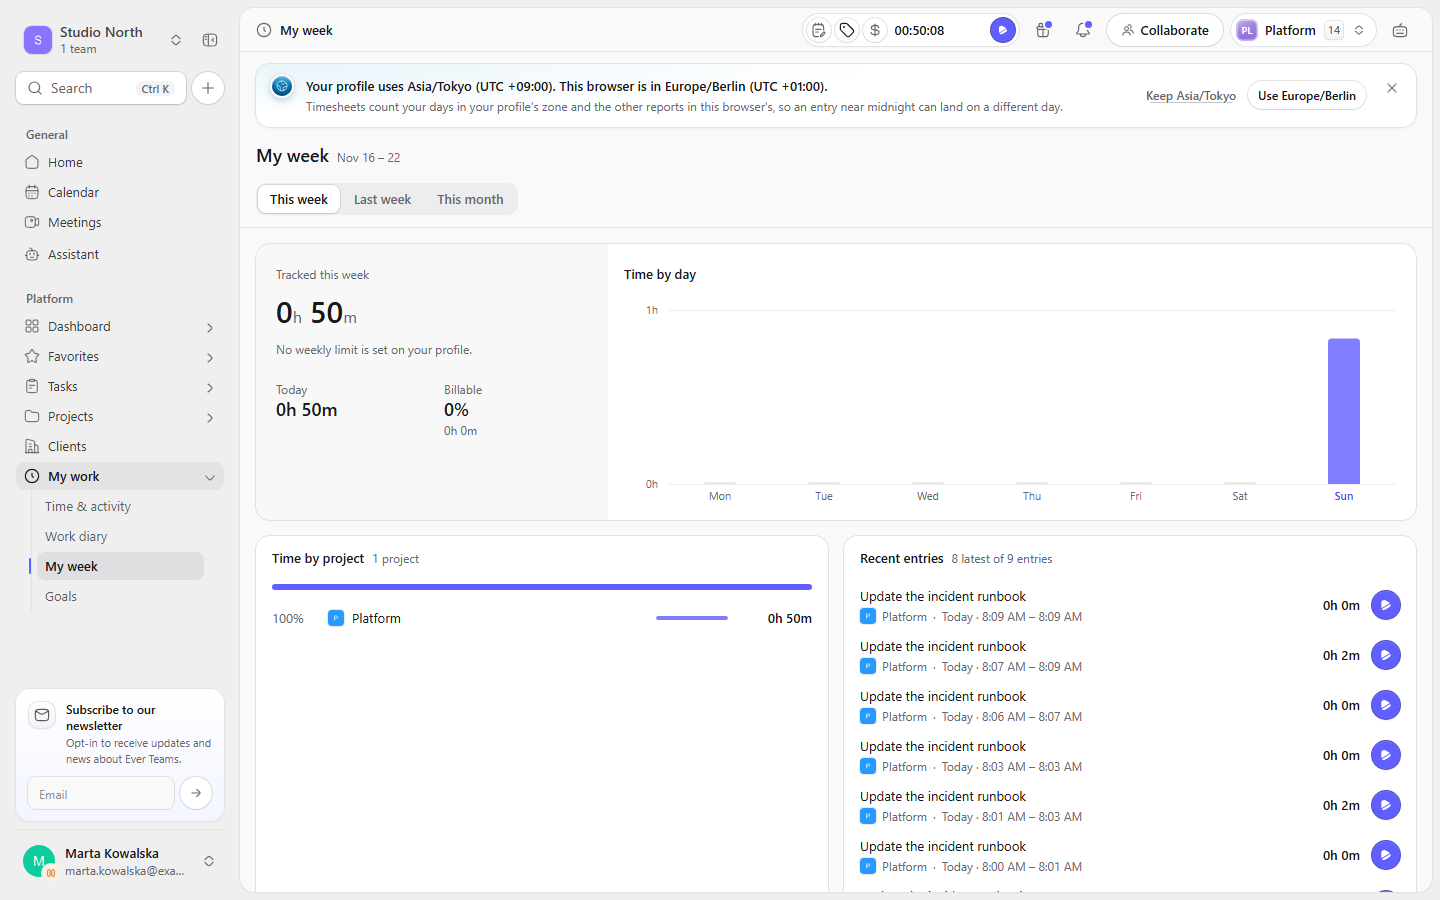 S
Studio North
1 team
Search
Ctrl K
General
Home
Calendar
Meetings
Assistant
Platform
Dashboard
Favorites
Tasks
Projects
Clients
My work
Time & activity
Work diary
My week
Goals
Subscribe to our
newsletter
Opt-in to receive updates and
news about Ever Teams.
Email
M
Marta Kowalska
marta.kowalska@exa...
My week
$
00:50:08
Collaborate
PL
Platform
14
Your profile uses Asia/Tokyo (UTC +09:00). This browser is in Europe/Berlin (UTC +01:00).
Timesheets count your days in your profile's zone and the other reports in this browser's, so an entry near midnight can land on a different day.
Keep Asia/Tokyo
Use Europe/Berlin
My week
Nov 16 – 22
This week
Last week
This month
Tracked this week
0h 50m
No weekly limit is set on your profile.
Today
0h 50m
Billable
0%
0h 0m
Time by day
1h
0h
Mon
Tue
Wed
Thu
Fri
Sat
Sun
Time by project
1 project
100%
P
Platform
0h 50m
Recent entries
8 latest of 9 entries
Update the incident runbook
P
Platform · Today · 8:09 AM – 8:09 AM
0h 0m
Update the incident runbook
P
Platform · Today · 8:07 AM – 8:09 AM
0h 2m
Update the incident runbook
P
Platform · Today · 8:06 AM – 8:07 AM
0h 0m
Update the incident runbook
P
Platform · Today · 8:03 AM – 8:03 AM
0h 0m
Update the incident runbook
P
Platform · Today · 8:01 AM – 8:03 AM
0h 2m
Update the incident runbook
P
Platform · Today · 8:00 AM – 8:01 AM
0h 0m